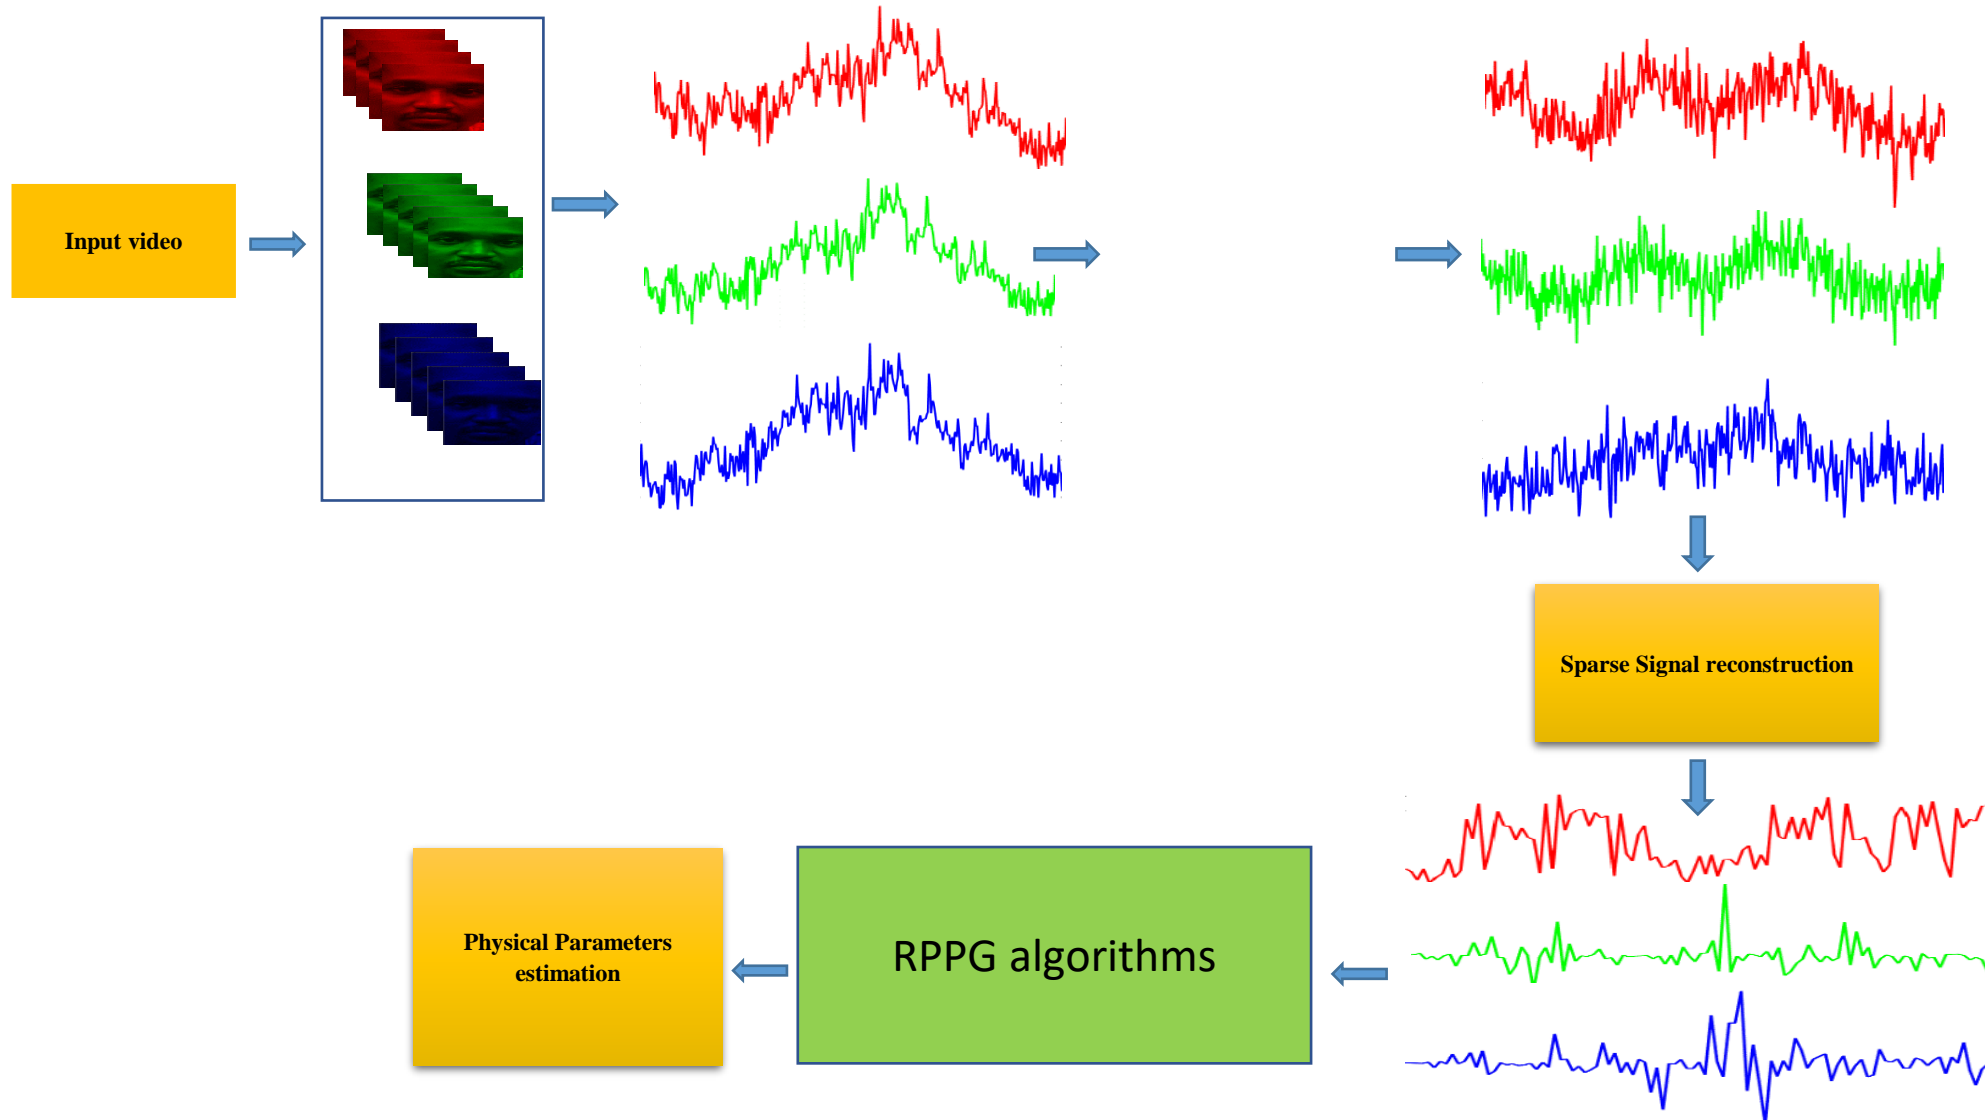 Input video
Sparse Signal reconstruction
RPPG algorithms
Physical Parameters
estimation